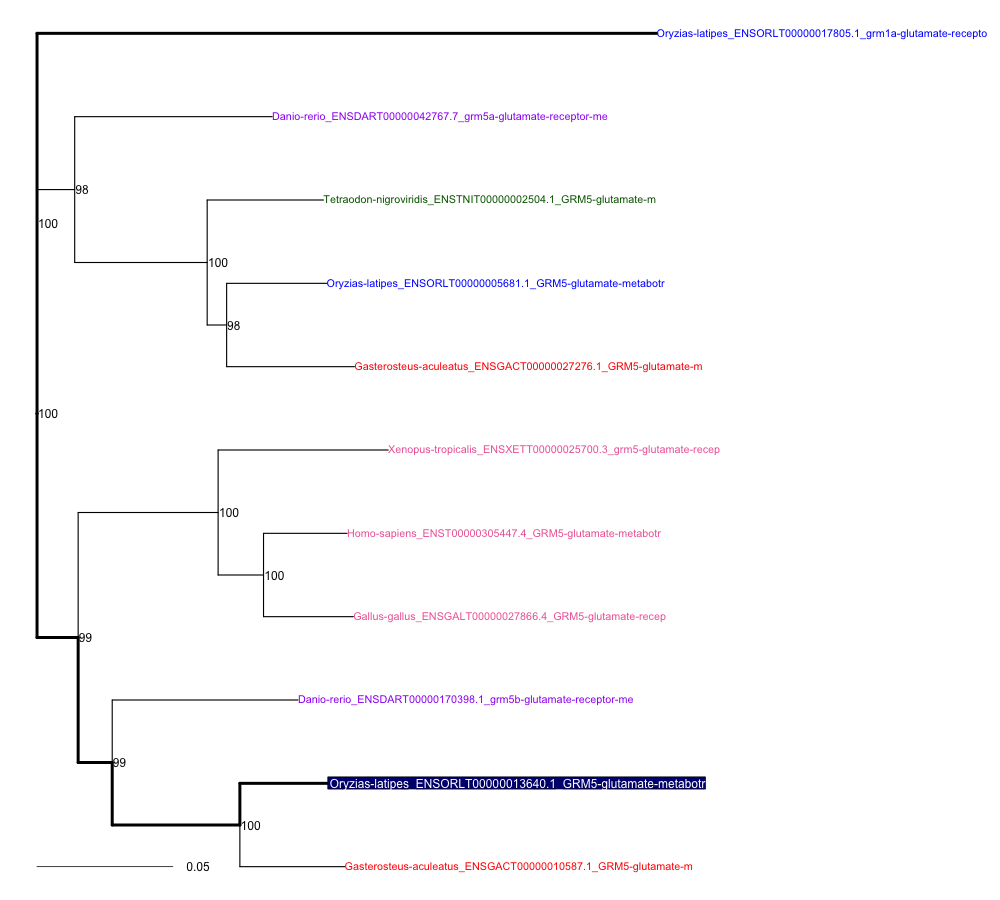 Oryzias-latipes_ENSORLT00000017805.1_grm1a-glutamate-recepto
Danio-rerio_ENSDART00000042767.7_grm5a-glutamate-receptor-me
98
Tetraodon-nigroviridis_ENSTNIT00000002504.1_GRM5-glutamate-m
100
100
Oryzias-latipes_ENSORLT00000005681.1_GRM5-glutamate-metabotr
98
Gasterosteus-aculeatus_ENSGACT00000027276.1_GRM5-glutamate-m
100
Xenopus-tropicalis_ENSXETT00000025700.3_grm5-glutamate-recep
100
Homo-sapiens_ENST00000305447.4_GRM5-glutamate-metabotr
100
Gallus-gallus_ENSGALT00000027866.4_GRM5-glutamate-recep
99
Danio-rerio_ENSDART00000170398.1_grm5b-glutamate-receptor-me
99
Oryzias-latipes_ENSORLT00000013640.1_GRM5-glutamate-metabotr
100
Gasterosteus-aculeatus_ENSGACT00000010587.1_GRM5-glutamate-m
0.05